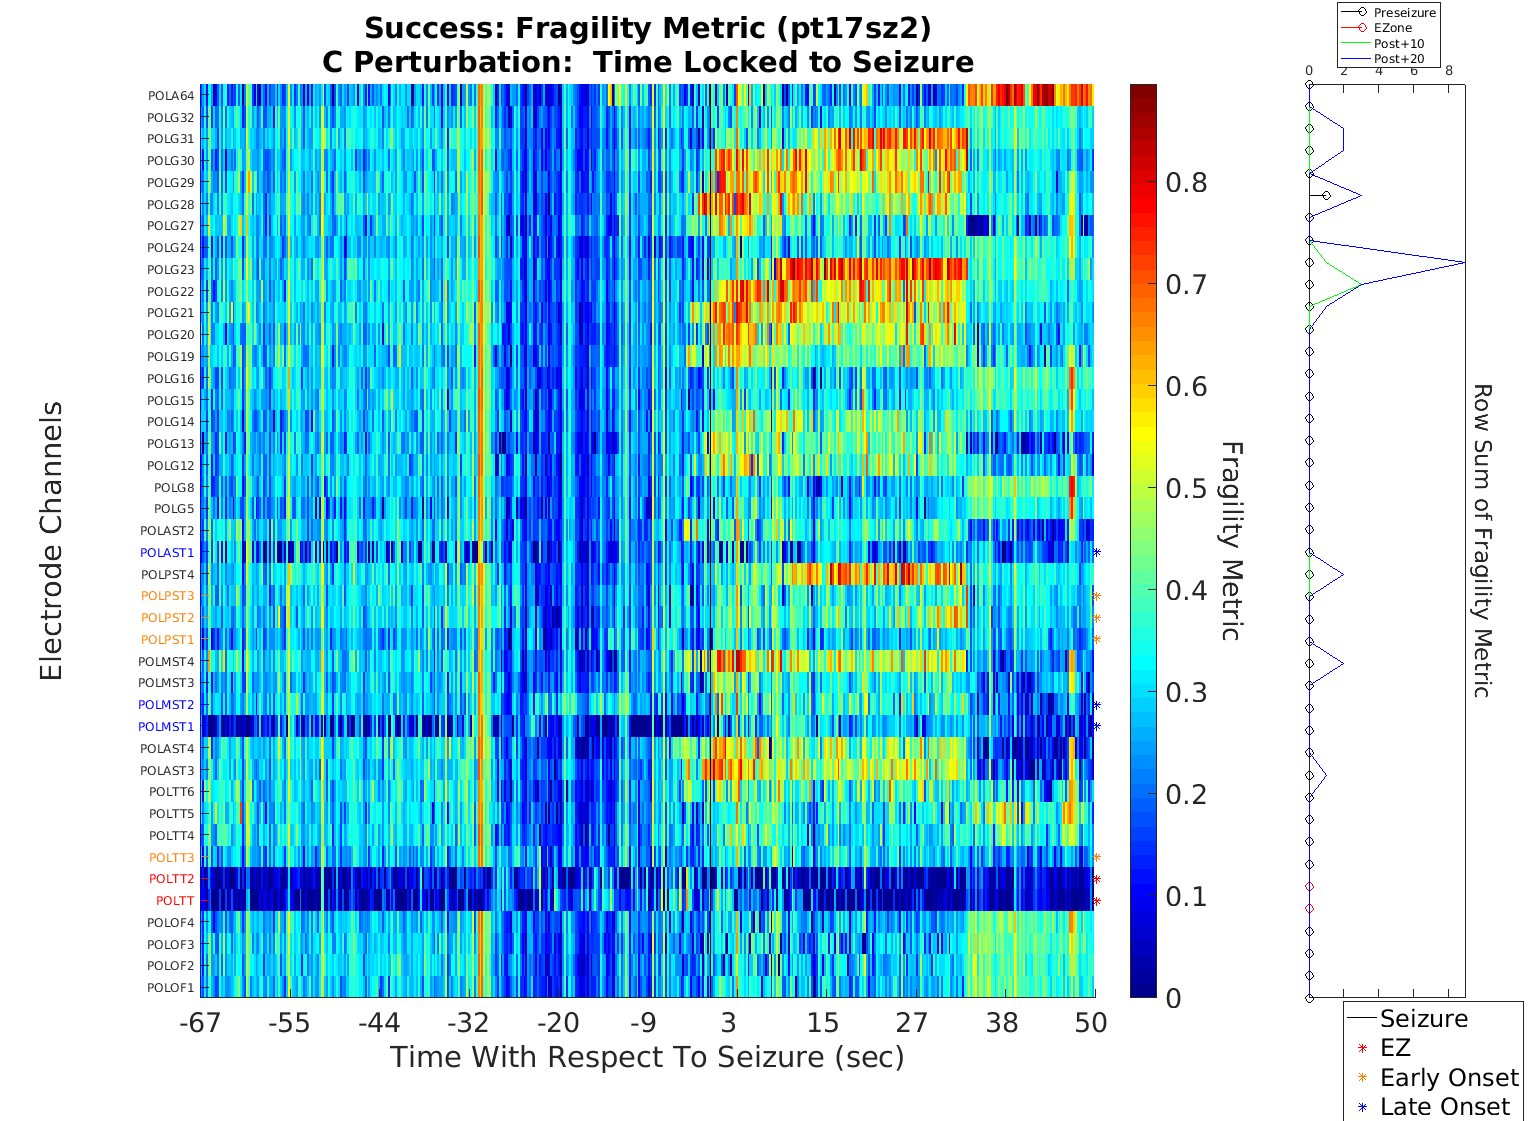 Success: Fragility Metric (pt17sz2)
C Perturbation:  Time Locked to Seizure
Preseizure
EZone
Post+10
Post+20
0 2 4 6 8
Electrode Channels
POLA64
POLG32
POLG31
POLG30
POLG29
POLG28
POLG27
POLG24
POLG23
POLG22
POLG21
POLG20
POLG19
POLG16
POLG15
POLG14
POLG13
POLG12
POLG8
POLG5
POLAST2
POLAST1
POLPST4
POLPST3
POLPST2
POLPST1
POLMST4
POLMST3
POLMST2
POLMST1
POLAST4
POLAST3
POLTT6
POLTT5
POLTT4
POLTT3
POLTT2
POLTT
POLOF4
POLOF3
POLOF2
POLOF1
-67 -55 -44 -32 -20 -9 3 15 27 38 50
Time With Respect To Seizure (sec)
0.8
0.7
0.6
0.5
0.4
0.3
0.2
0.1
0
Fragility Metric
Row Sum of Fragility Metric
Seizure
EZ
Early Onset
Late Onset